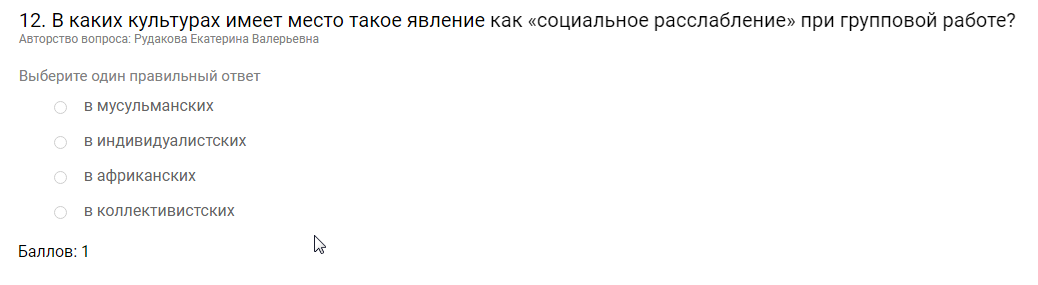 12. В каких культурах имеет место такое явление как «социальное расслабление» при групповой работе?
Авторство вопроса: Рудакова Екатерина Валерьевна
Выберите один правильный ответ
в мусульманских
в индивидуалистских
в африканских
в коллективистских
Баллов: 1